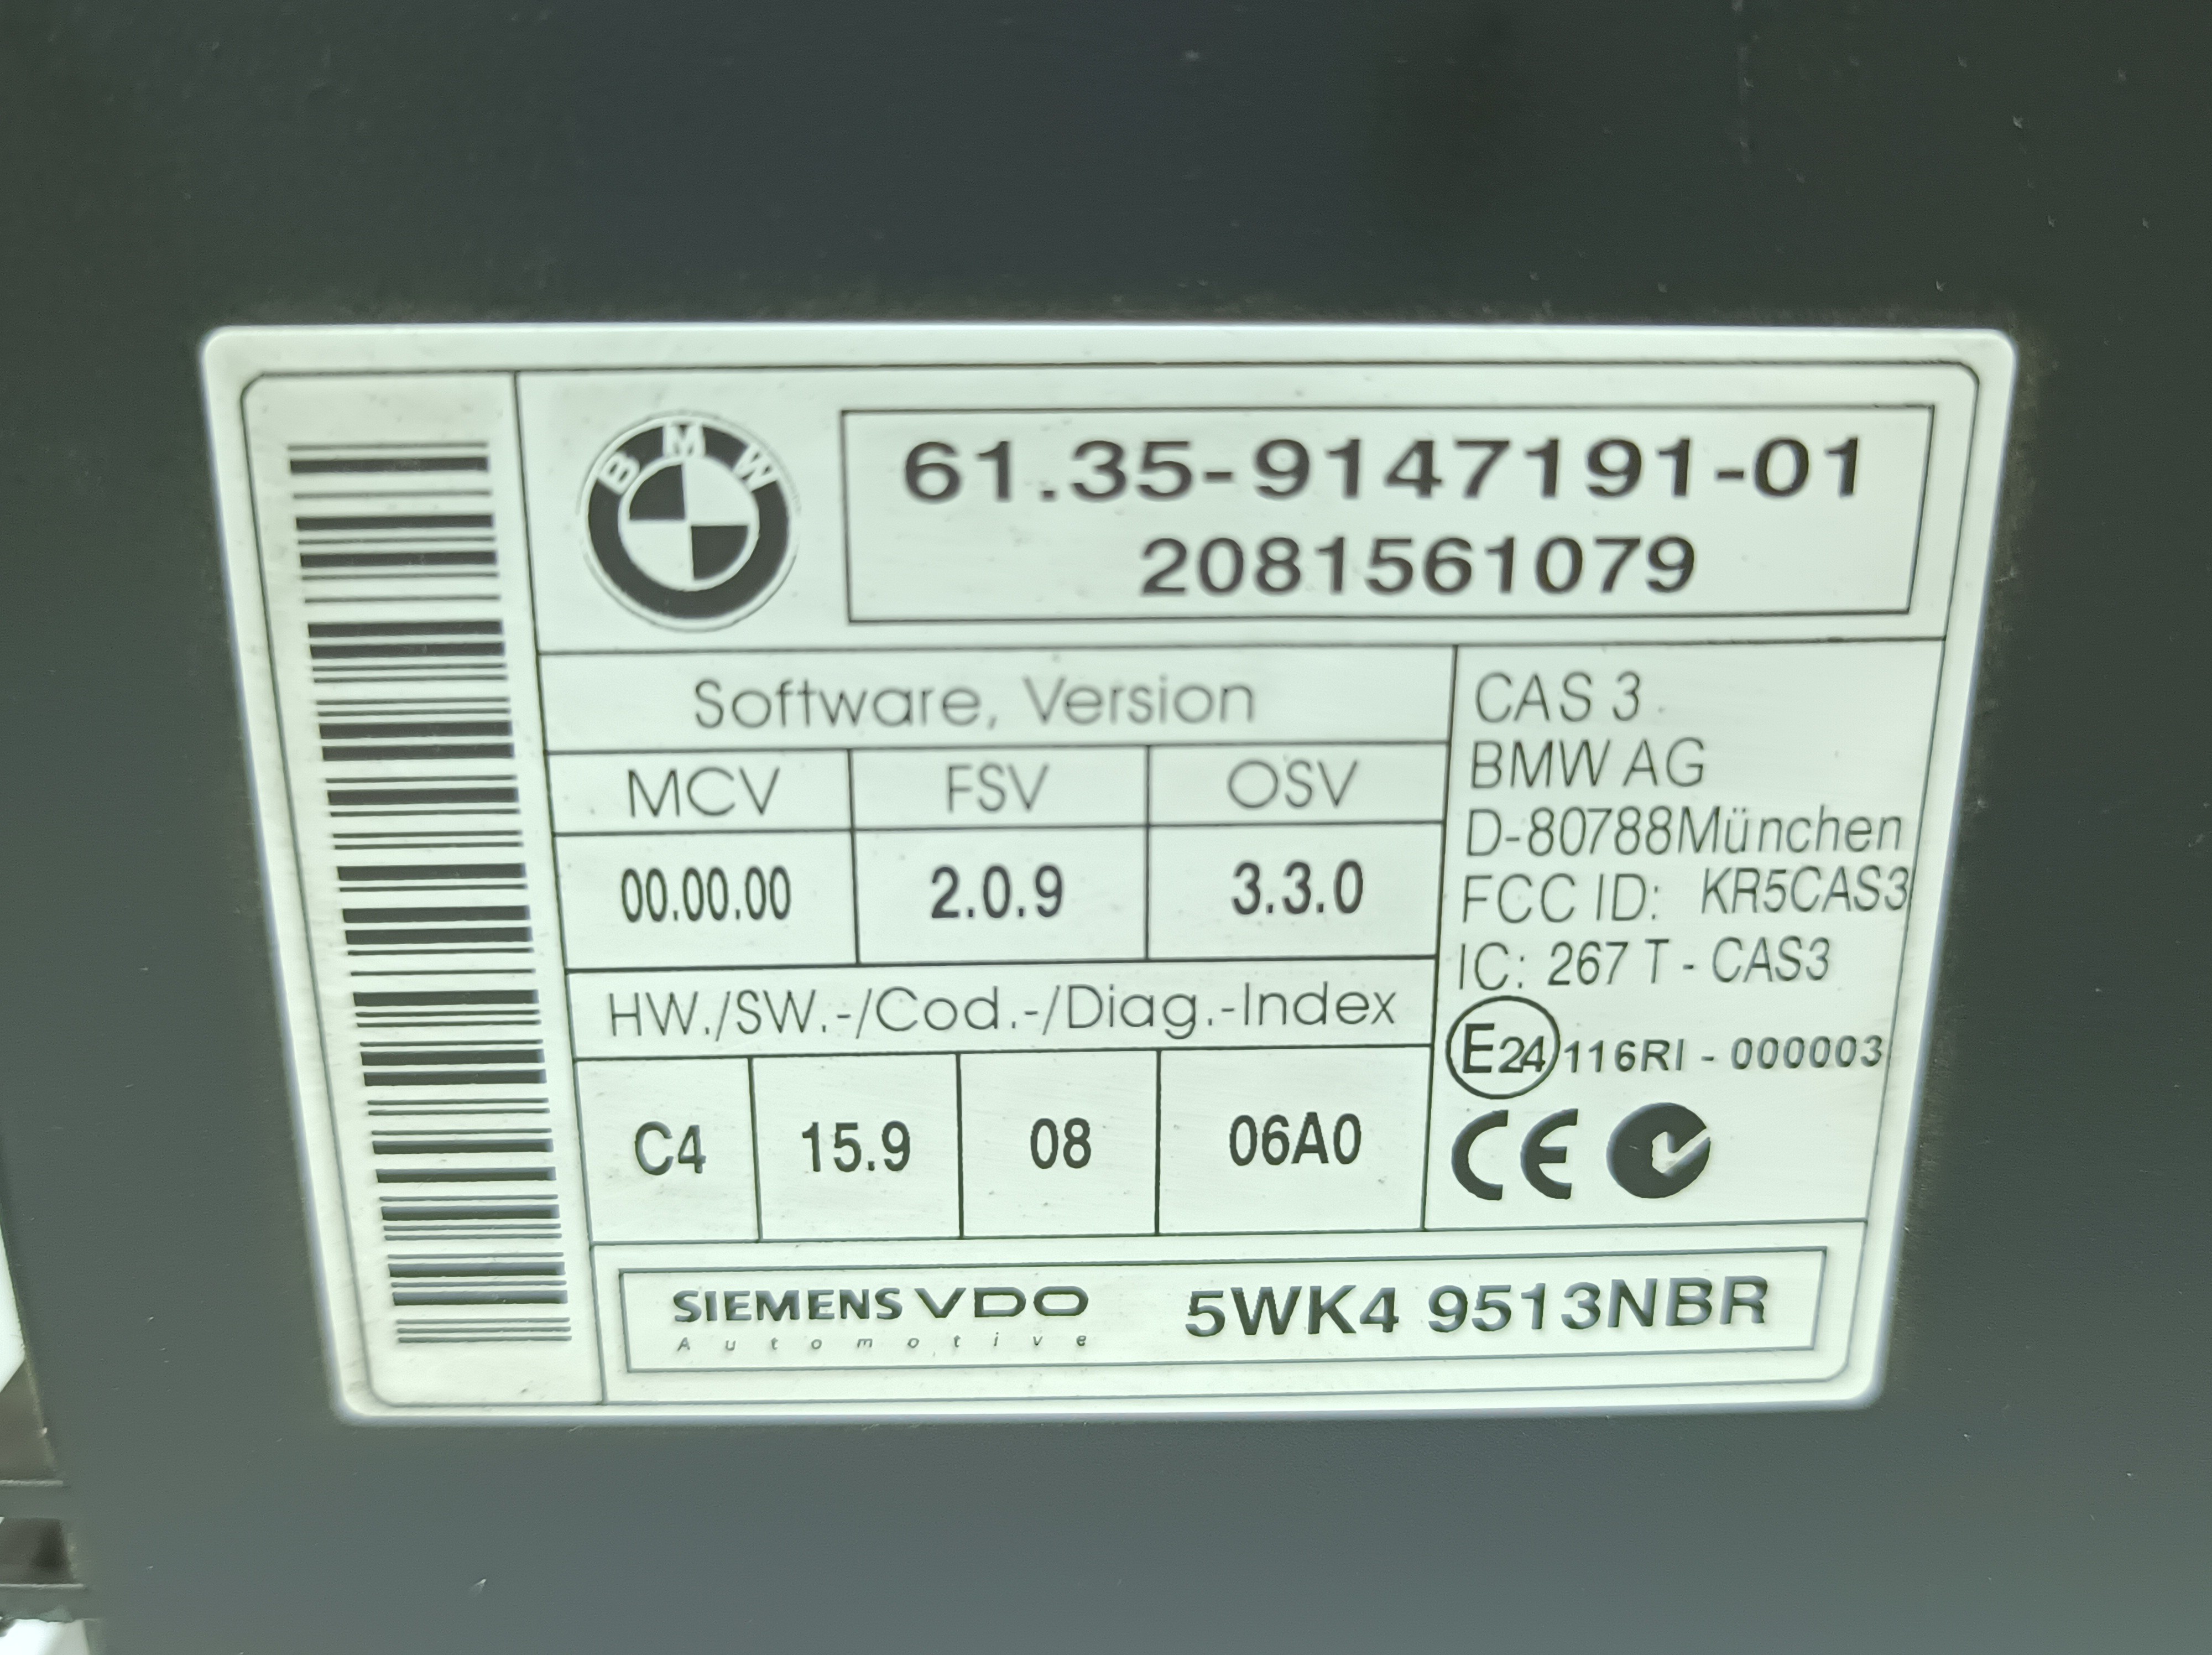 BMW
61.35-9147191-01
2081561079
Software, Version
MCV FSV OSV
00.00.00 2.0.9 3.3.0
HW./SW.-/Cod.-/Diag.-Index
C4 15.9 08 06A0
CAS 3
BMW AG
D-80788München
FCC ID: KR5CAS3
IC: 267 T - CAS3
E24 116RI - 000003
CE
SIEMENS VDO
Automotive
5WK4 9513NBR